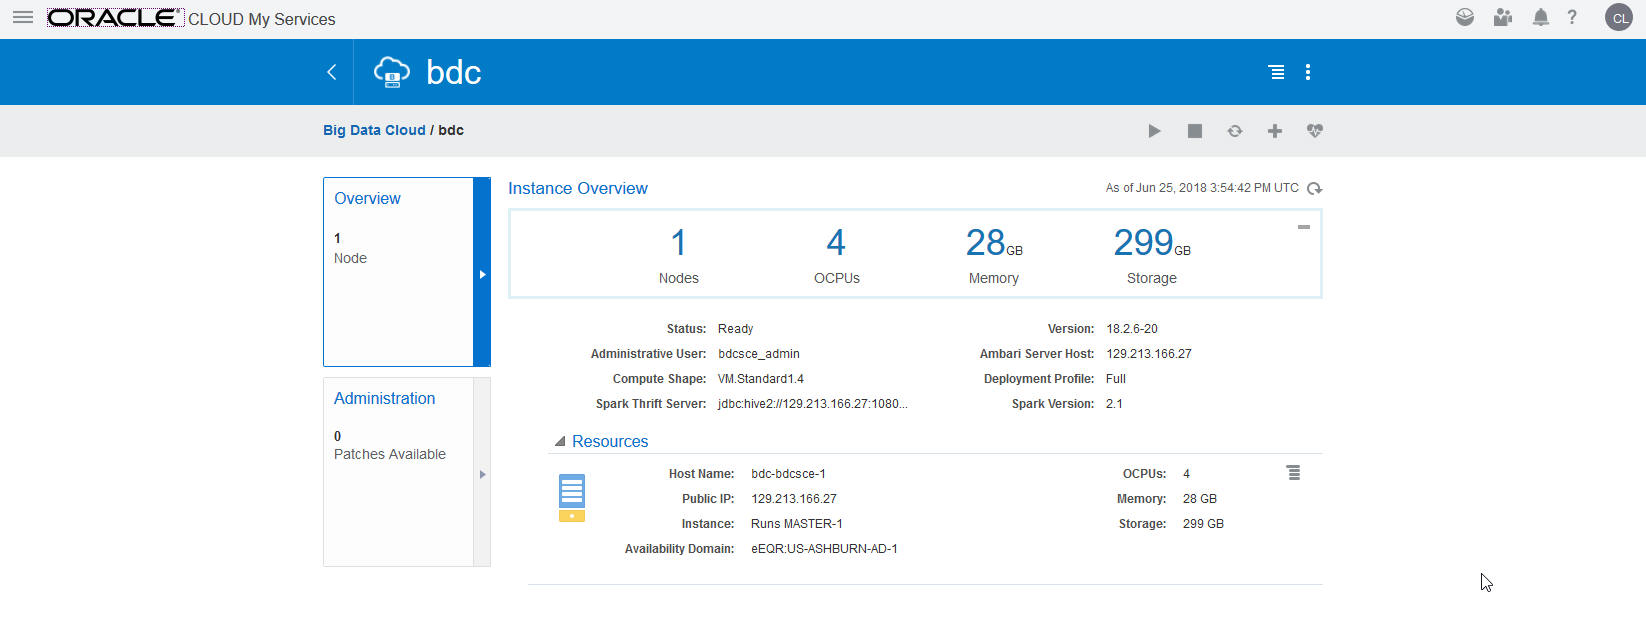 ORACLE® CLOUD My Services
?
CL
bdc
Big Data Cloud / bdc
Overview
1
Node
Administration
0
Patches Available
Instance Overview
As of Jun 25, 2018 3:54:42 PM UTC
1 4 28GB 299GB
Nodes OCPUs Memory Storage
Status: Ready Version: 18.2.6-20
Administrative User: bdcsce_admin Ambari Server Host: 129.213.166.27
Compute Shape: VM.Standard1.4 Deployment Profile: Full
Spark Thrift Server: jdbc:hive2://129.213.166.27:1080... Spark Version: 2.1
Resources
Host Name: bdc-bdcsce-1 OCPUs: 4
Public IP: 129.213.166.27 Memory: 28 GB
Instance: Runs MASTER-1 Storage: 299 GB
Availability Domain: eEQR:US-ASHBURN-AD-1